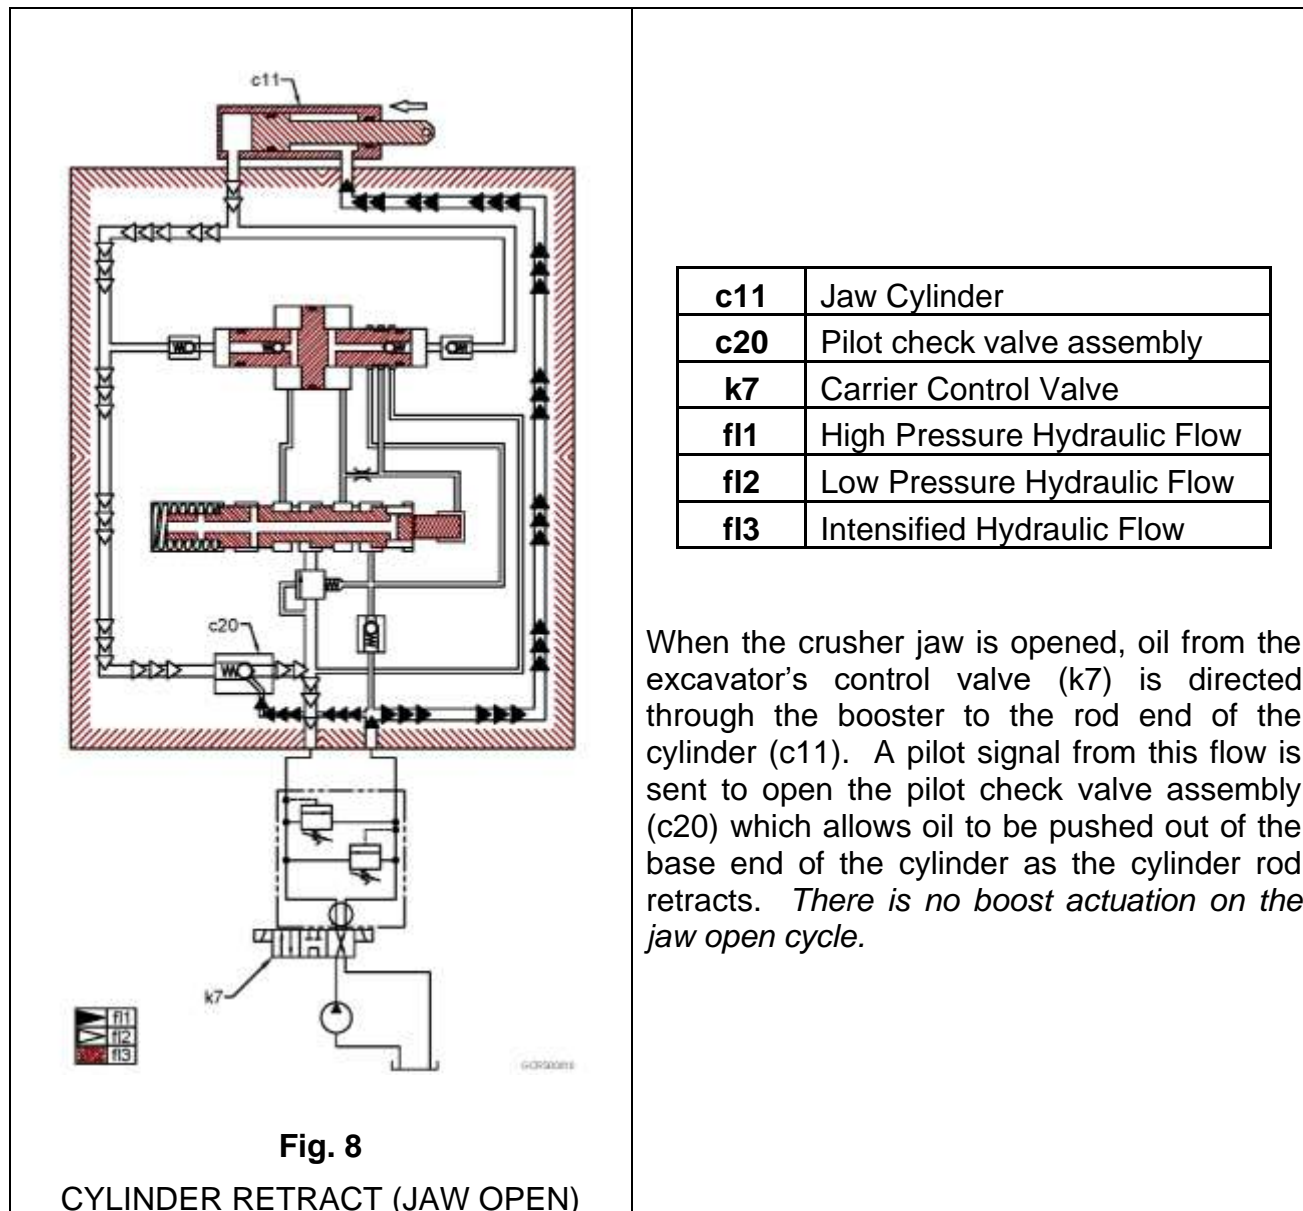 c11
c20
k7
fl1
fl2
fl3
Fig. 8
CYLINDER RETRACT (JAW OPEN)
c11 Jaw Cylinder
c20 Pilot check valve assembly
k7 Carrier Control Valve
fl1 High Pressure Hydraulic Flow
fl2 Low Pressure Hydraulic Flow
fl3 Intensified Hydraulic Flow
When the crusher jaw is opened, oil from the
excavator's control valve (k7) is directed
through the booster to the rod end of the
cylinder (c11). A pilot signal from this flow is
sent to open the pilot check valve assembly
(c20) which allows oil to be pushed out of the
base end of the cylinder as the cylinder rod
retracts. There is no boost actuation on the
jaw open cycle.